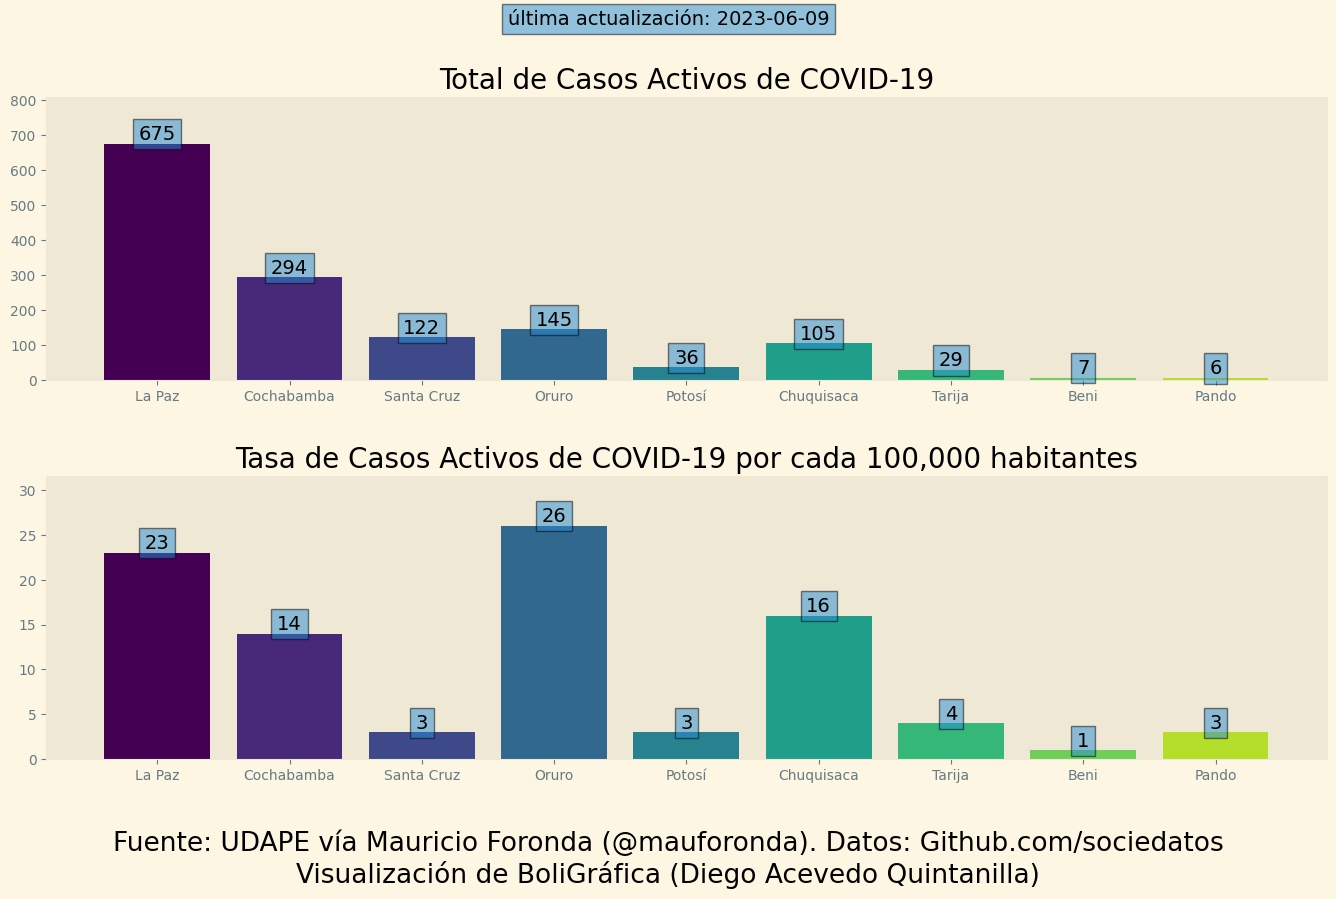 última actualización: 2023-06-09
Total de Casos Activos de COVID-19
800
700
600
500
400
300
200
100
0
675
294
122
145
36
105
29
7
6
La Paz
Cochabamba
Santa Cruz
Oruro
Potosí
Chuquisaca
Tarija
Beni
Pando
Tasa de Casos Activos de COVID-19 por cada 100,000 habitantes
30
25
20
15
10
5
0
23
14
3
26
3
16
4
1
3
La Paz
Cochabamba
Santa Cruz
Oruro
Potosí
Chuquisaca
Tarija
Beni
Pando
Fuente: UDAPE vía Mauricio Foronda (@mauforonda). Datos: Github.com/sociedatos
Visualización de BoliGráfica (Diego Acevedo Quintanilla)